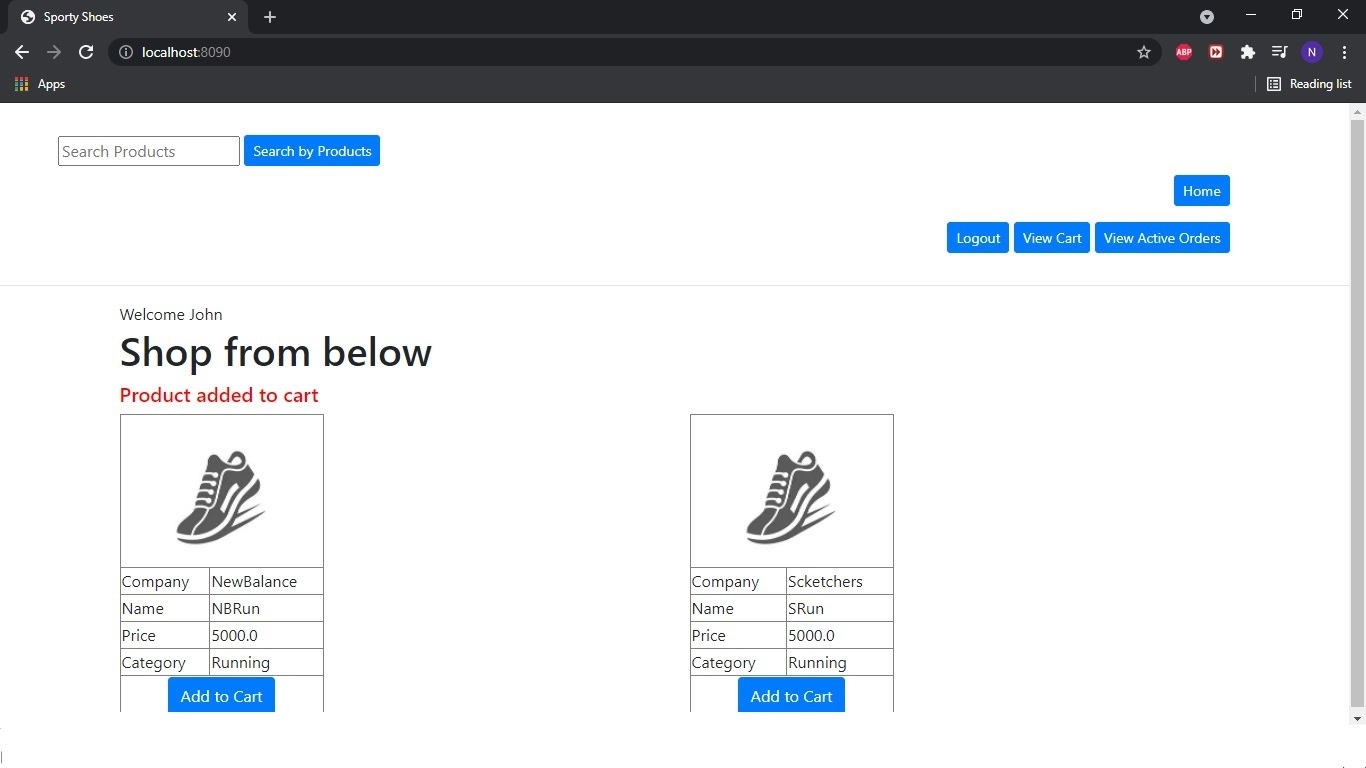 Sporty Shoes
localhost:8090
ABP
N
Apps
Reading list
Search Products Search by Products
Home
Logout View Cart View Active Orders
Welcome John
Shop from below
Product added to cart
Company NewBalance
Name NBRun
Price 5000.0
Category Running
Add to Cart
Company Scketchers
Name SRun
Price 5000.0
Category Running
Add to Cart